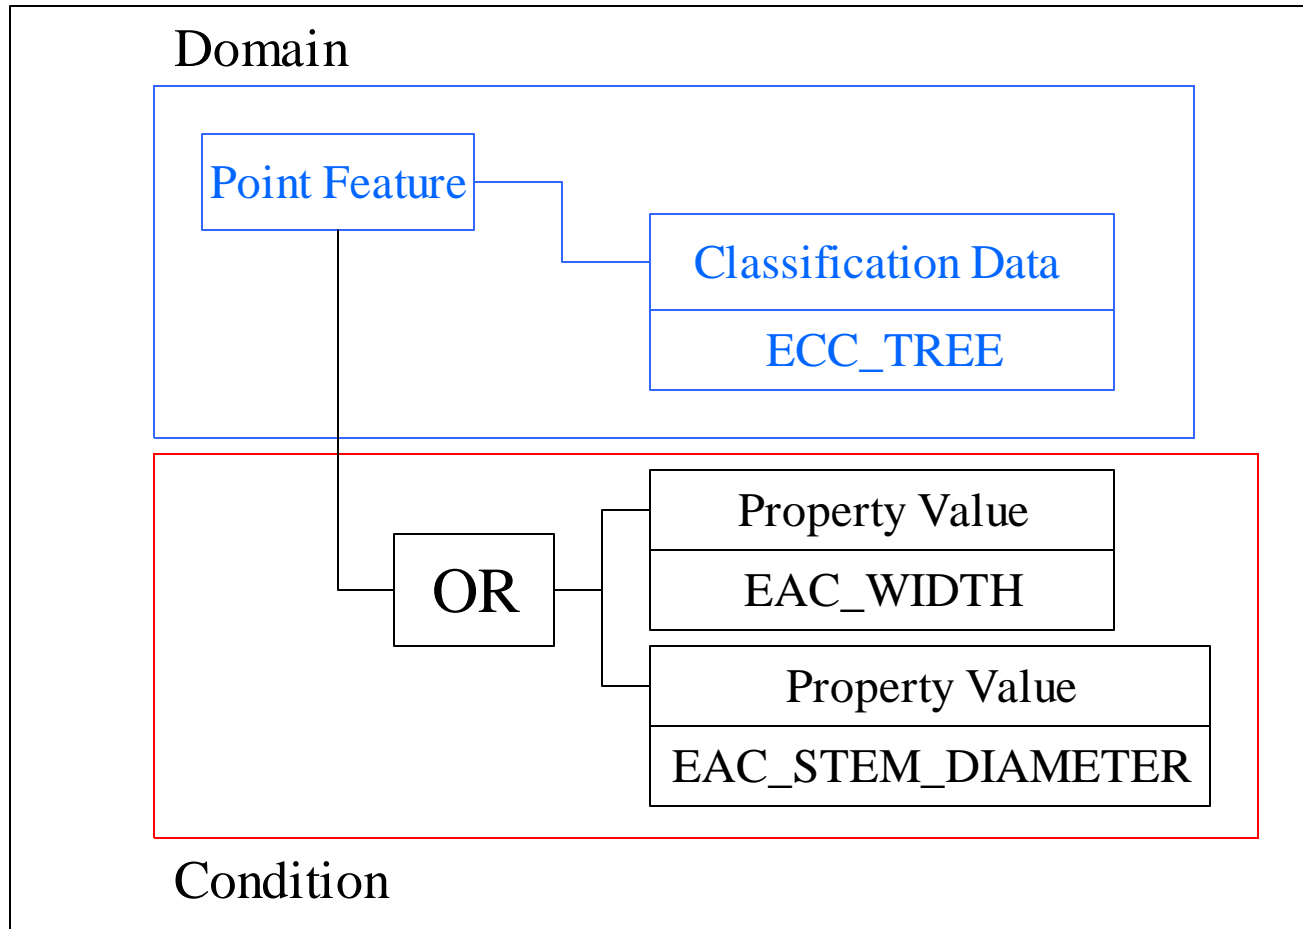 Domain
Point Feature
Classification Data
ECC_TREE
Property Value
EAC_WIDTH
OR
Property Value
EAC_STEM_DIAMETER
Condition